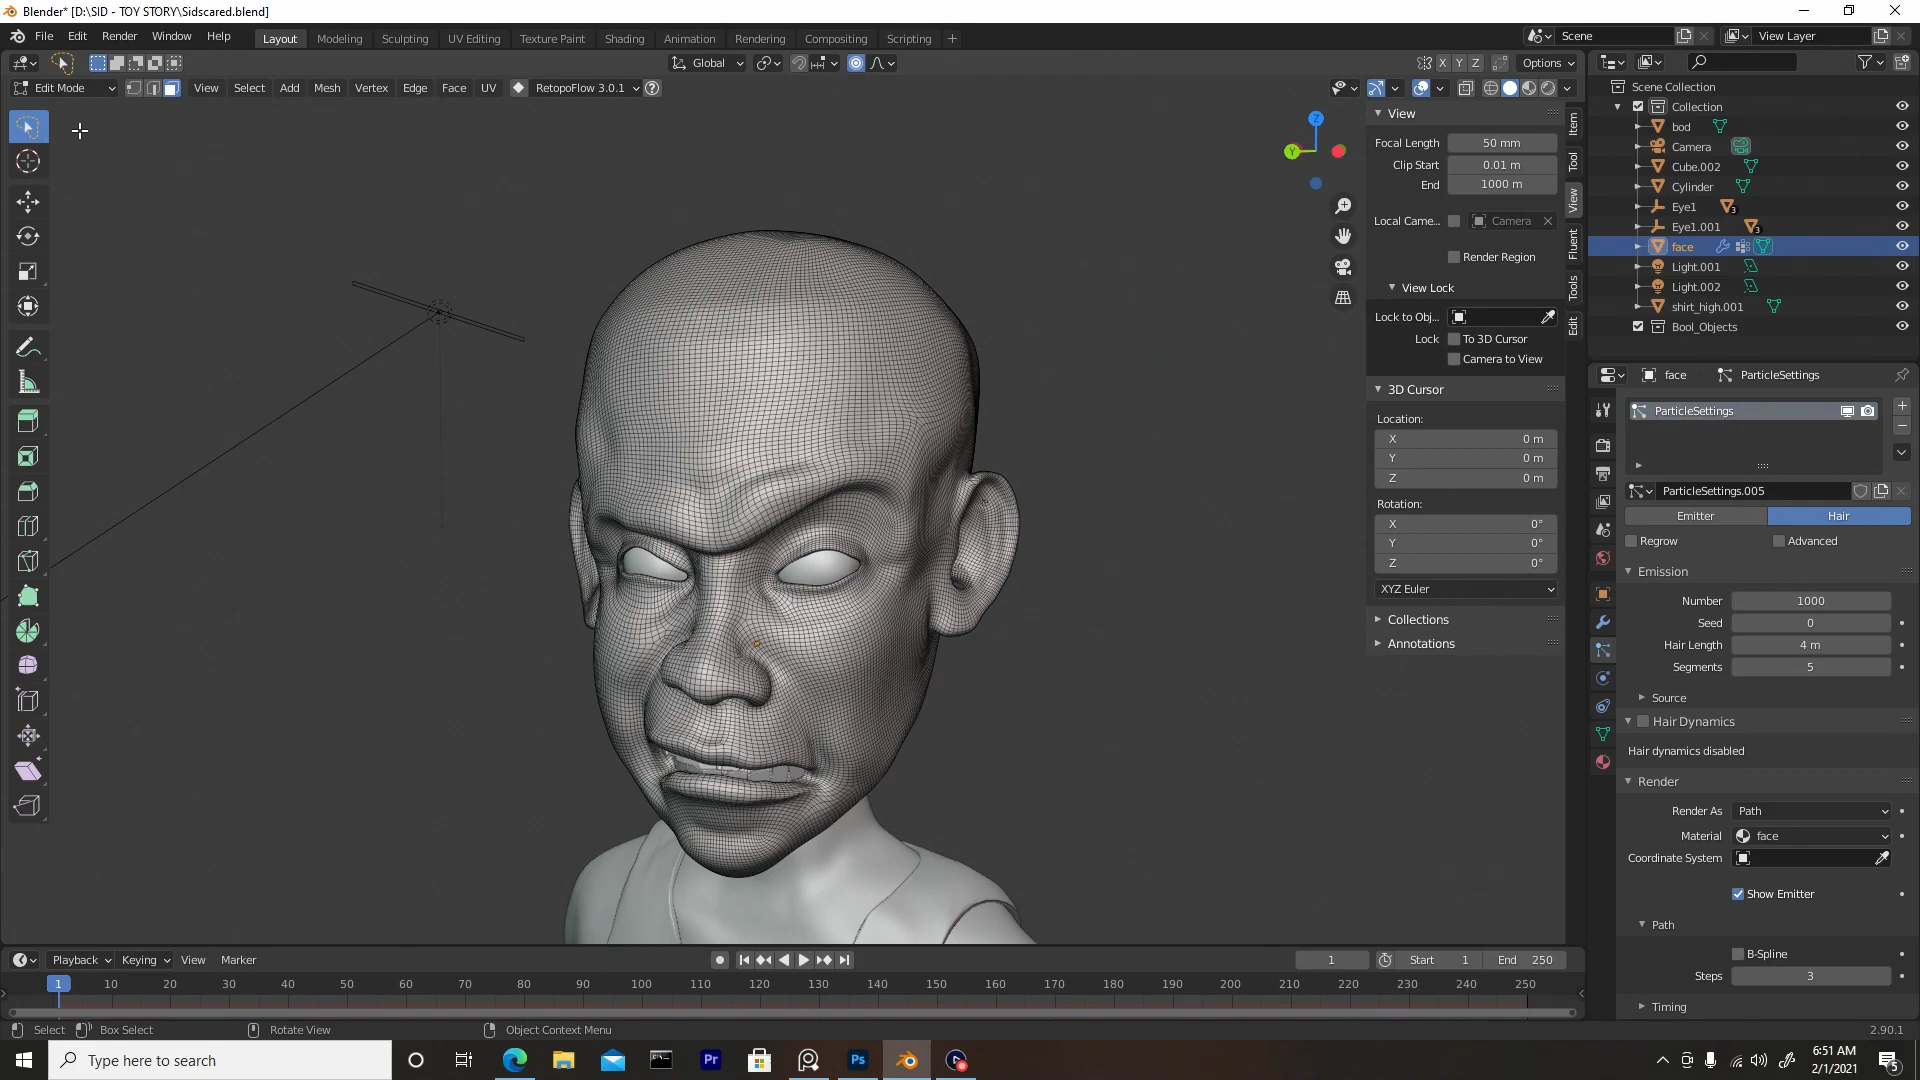 Blender* [D:\SID - TOY STORY\Sidscared.blend]
File Edit Render Window Help Layout Modeling Sculpting UV Editing Texture Paint Shading Animation Rendering Compositing Scripting + Scene View Layer
Global X Y Z Options
Edit Mode View Select Add Mesh Vertex Edge Face UV RetopoFlow 3.0.1
Scene Collection
Collection
bod
Camera
Cube.002
Cylinder
Eye1 3
Eye1.001 3
face
Light.001
Light.002
shirt_high.001
Bool_Objects
Z
Y
View
Focal Length 50 mm
Clip Start 0.01 m
End 1000 m
Local Came... Camera
Render Region
View Lock
Lock to Obj...
Lock To 3D Cursor
Camera to View
3D Cursor
Location:
X 0 m
Y 0 m
Z 0 m
Rotation:
X 0°
Y 0°
Z 0°
XYZ Euler
Collections
Annotations
Item
Tool
View
Fluent
Tools
Edit
face ParticleSettings
ParticleSettings
ParticleSettings.005
Emitter Hair
Regrow Advanced
Emission
Number 1000
Seed 0
Hair Length 4 m
Segments 5
Source
Hair Dynamics
Hair dynamics disabled
Render
Render As Path
Material face
Coordinate System
Show Emitter
Path
B-Spline
Steps 3
Timing
Playback Keying View Marker 1 Start 1 End 250
1 10 20 30 40 50 60 70 80 90 100 110 120 130 140 150 160 170 180 190 200 210 220 230 240 250
Select Box Select Rotate View Object Context Menu 2.90.1
Type here to search
Pr
Ps
6:51 AM
2/1/2021
5